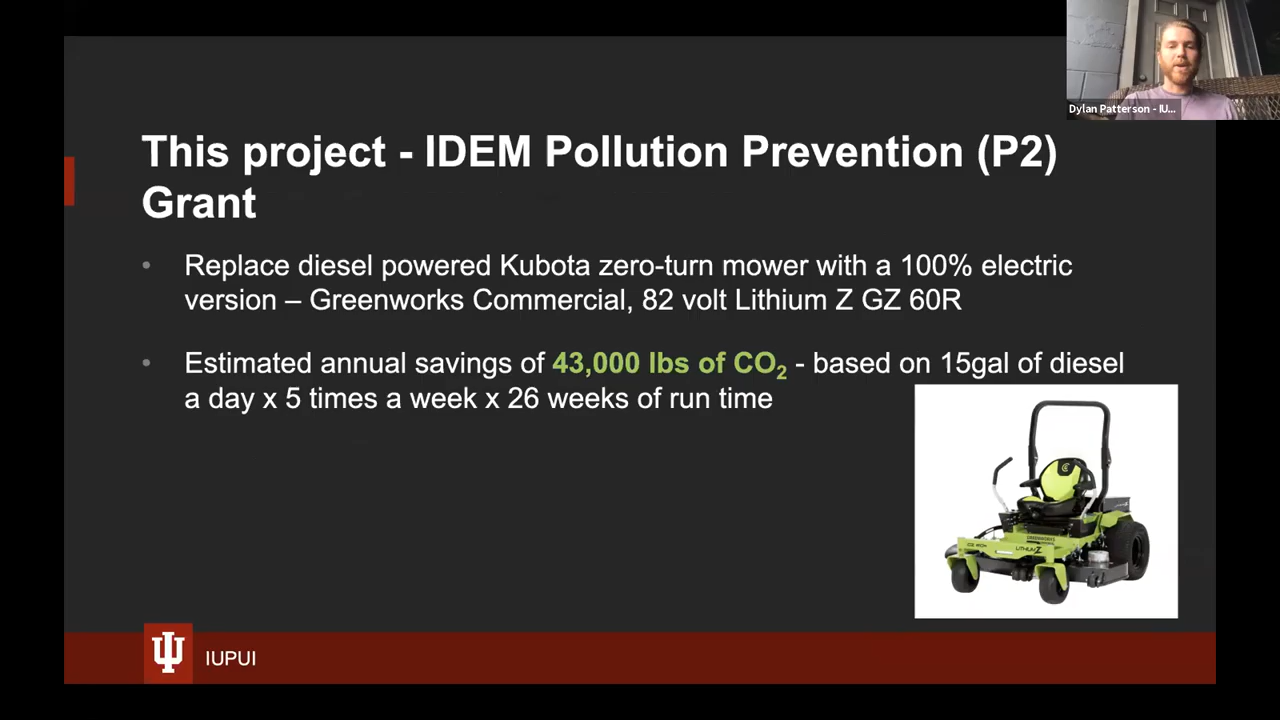 Dylan Patterson - IU...
This project - IDEM Pollution Prevention (P2)
Grant
• Replace diesel powered Kubota zero-turn mower with a 100% electric
version – Greenworks Commercial, 82 volt Lithium Z GZ 60R
• Estimated annual savings of 43,000 lbs of CO₂ - based on 15gal of diesel
a day x 5 times a week x 26 weeks of run time
IUPUI